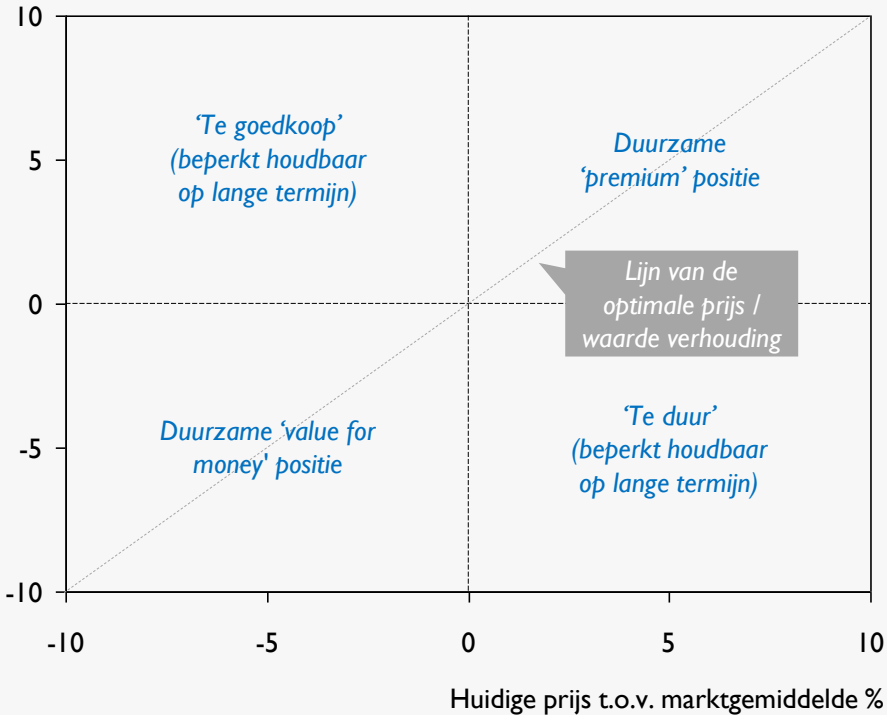 10
‘Te goedkoop’
(beperkt houdbaar
op lange termijn)
Duurzame
‘premium’ positie
5
Lijn van de
optimale prijs /
waarde verhouding
0
Duurzame ‘value for
money' positie
‘Te duur’
(beperkt houdbaar
op lange termijn)
-5
-10
-10 -5 0 5 10
Huidige prijs t.o.v. marktgemiddelde %